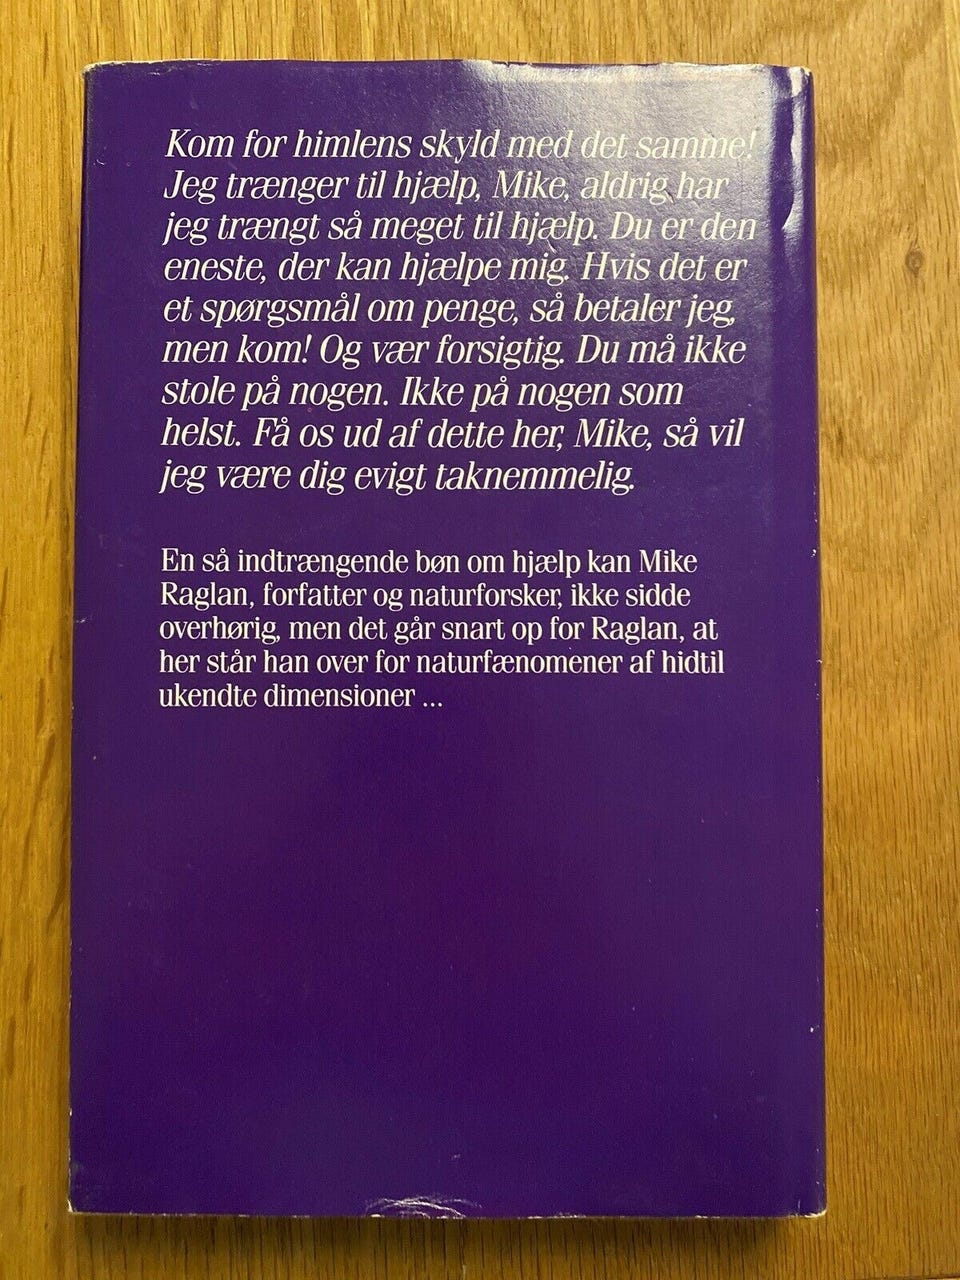 Kom for himlens skyld med det samme!
Jeg trænger til hjælp, Mike, aldrig har
jeg trængt så meget til hjælp. Du er den
eneste, der kan hjælpe mig. Hvis det er
et spørgsmål om penge, så betaler jeg,
men kom! Og vær forsigtig. Du må ikke
stole på nogen. Ikke på nogen som
helst. Få os ud af dette her, Mike, så vil
jeg være dig evigt taknemmelig.
En så indtrængende bøn om hjælp kan Mike
Raglan, forfatter og naturforsker, ikke sidde
overhørig, men det går snart op for Raglan, at
her står han over for naturfænomener af hidtil
ukendte dimensioner ...